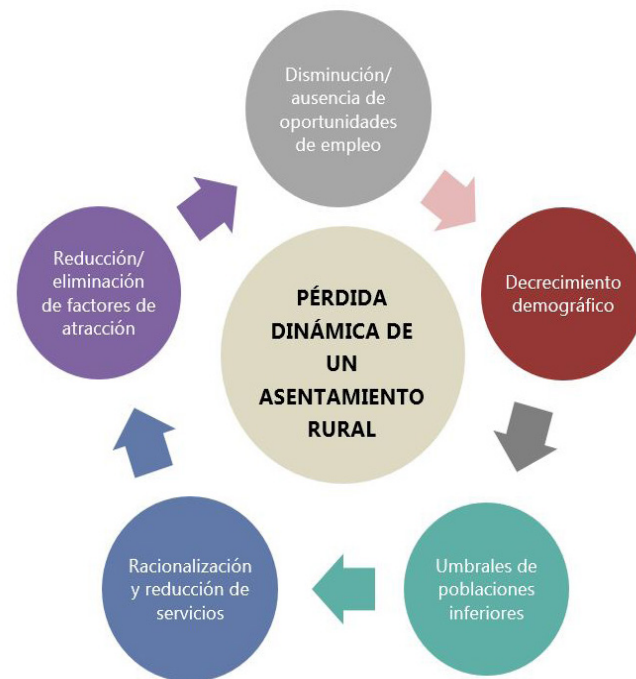 Disminución/
ausencia de
oportunidades
de empleo
Decrecimiento
demográfico
Umbrales de
poblaciones
inferiores
Racionalización
y reducción de
servicios
Reducción/
eliminación
de factores de
atracción
PÉRDIDA
DINÁMICA DE
UN
ASENTAMIENTO
RURAL